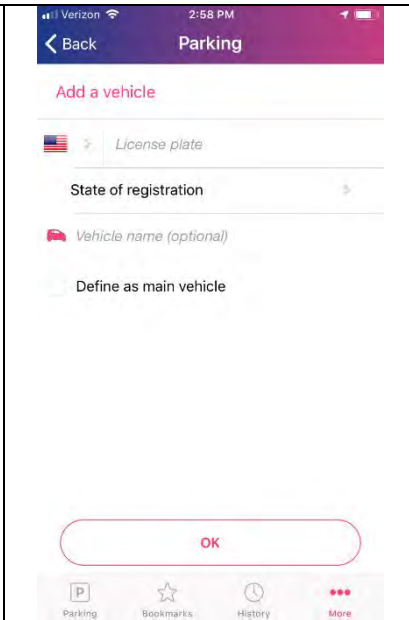 Verizon 2:58 PM
Back Parking
Add a vehicle
License plate
State of registration
Vehicle name (optional)
Define as main vehicle
OK
P
Parking Bookmarks History More